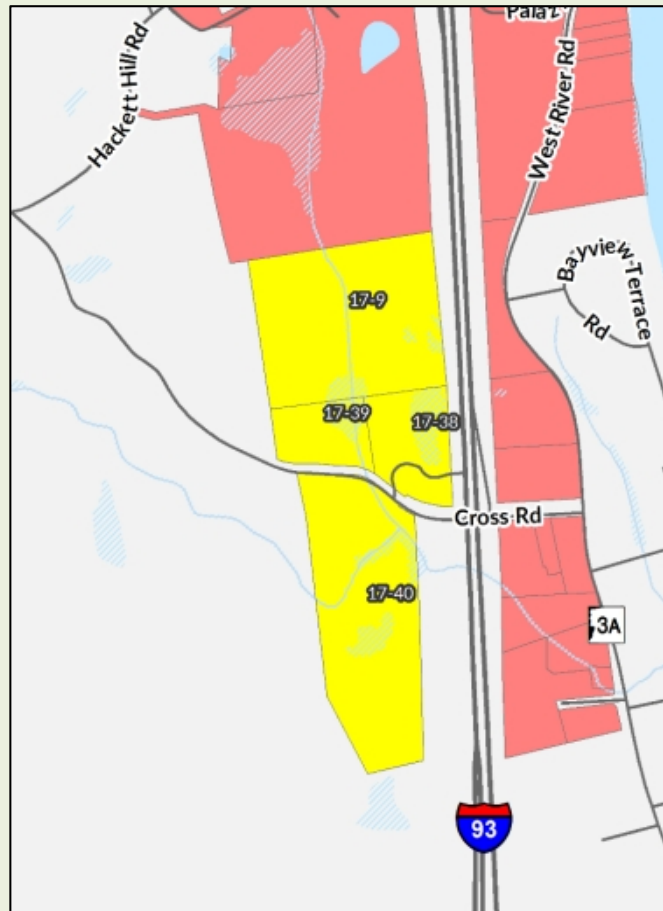 Palaz
Hackett Hill Rd
West River Rd
Bayview Terrace
Rd
17-9
17-39
17-38
Cross Rd
17-40
3A
93